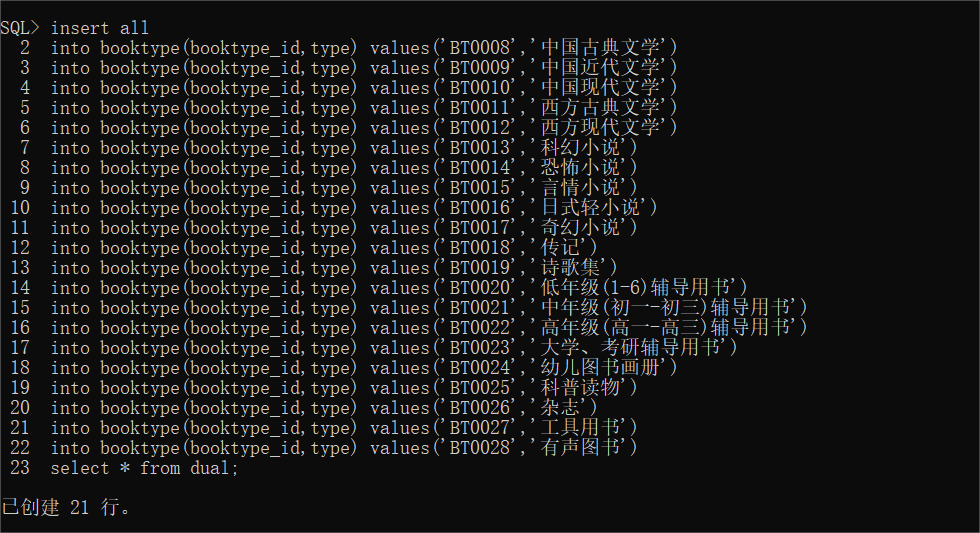 SQL> insert all
2 into booktype(booktype_id,type) values('BT0008','中国古典文学')
3 into booktype(booktype_id,type) values('BT0009','中国近代文学')
4 into booktype(booktype_id,type) values('BT0010','中国现代文学')
5 into booktype(booktype_id,type) values('BT0011','西方古典文学')
6 into booktype(booktype_id,type) values('BT0012','西方现代文学')
7 into booktype(booktype_id,type) values('BT0013','科幻小说')
8 into booktype(booktype_id,type) values('BT0014','恐怖小说')
9 into booktype(booktype_id,type) values('BT0015','言情小说')
10 into booktype(booktype_id,type) values('BT0016','日式轻小说')
11 into booktype(booktype_id,type) values('BT0017','奇幻小说')
12 into booktype(booktype_id,type) values('BT0018','传记')
13 into booktype(booktype_id,type) values('BT0019','诗歌集')
14 into booktype(booktype_id,type) values('BT0020','低年级(1-6)辅导用书')
15 into booktype(booktype_id,type) values('BT0021','中年级(初一-初三)辅导用书')
16 into booktype(booktype_id,type) values('BT0022','高年级(高一-高三)辅导用书')
17 into booktype(booktype_id,type) values('BT0023','大学、考研辅导用书')
18 into booktype(booktype_id,type) values('BT0024','幼儿图书画册')
19 into booktype(booktype_id,type) values('BT0025','科普读物')
20 into booktype(booktype_id,type) values('BT0026','杂志')
21 into booktype(booktype_id,type) values('BT0027','工具用书')
22 into booktype(booktype_id,type) values('BT0028','有声图书')
23 select * from dual;
已创建 21 行。